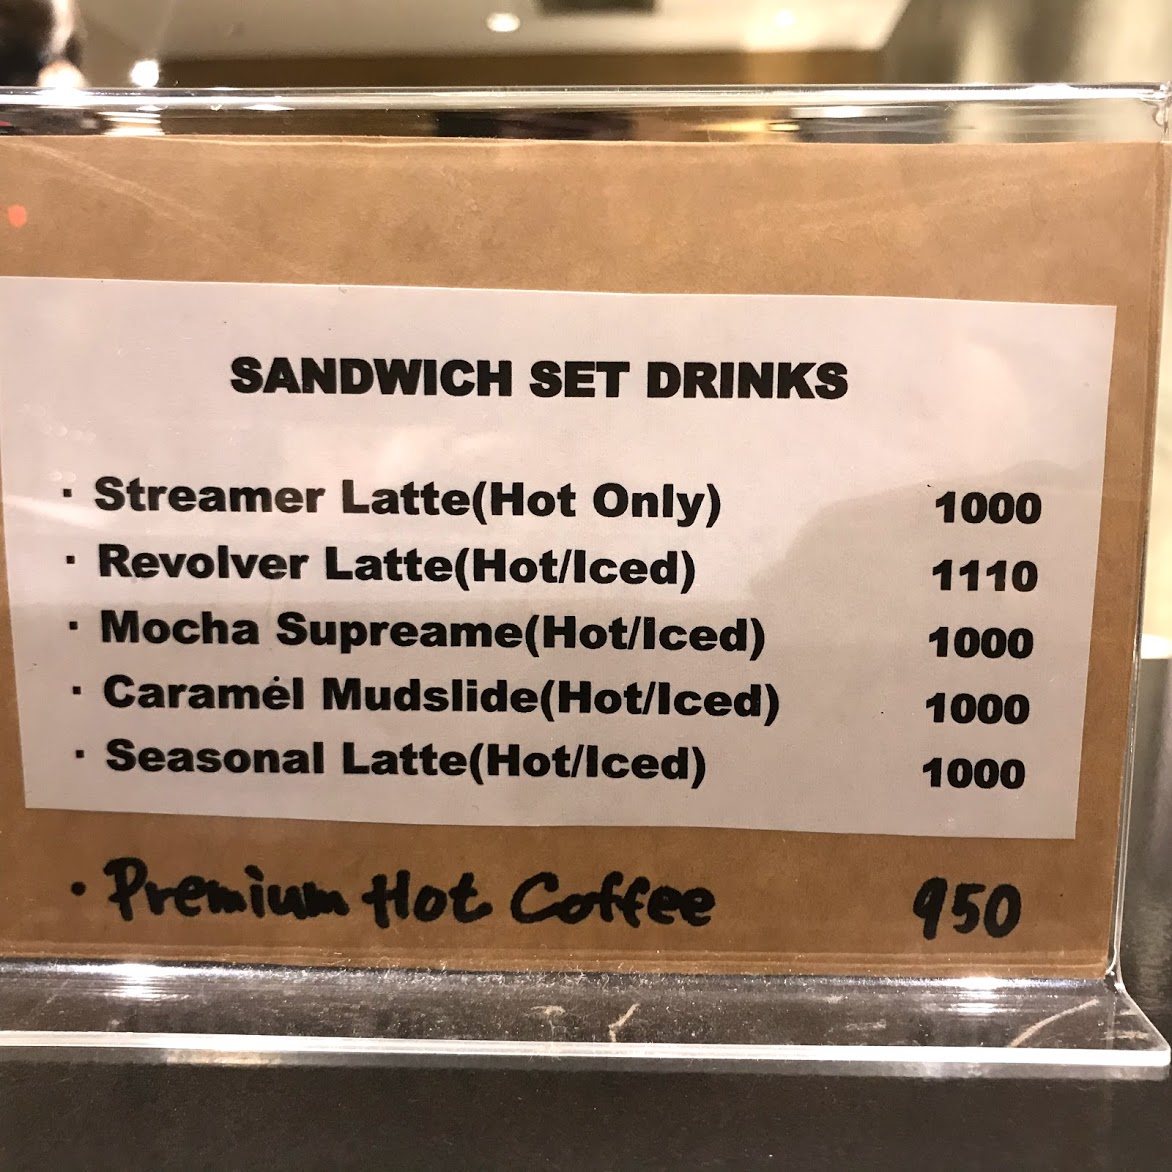 SANDWICH SET DRINKS
· Streamer Latte(Hot Only) 1000
· Revolver Latte(Hot/Iced) 1110
· Mocha Supreame(Hot/Iced) 1000
· Caramel Mudslide(Hot/Iced) 1000
· Seasonal Latte(Hot/Iced) 1000
· Premium Hot Coffee 950